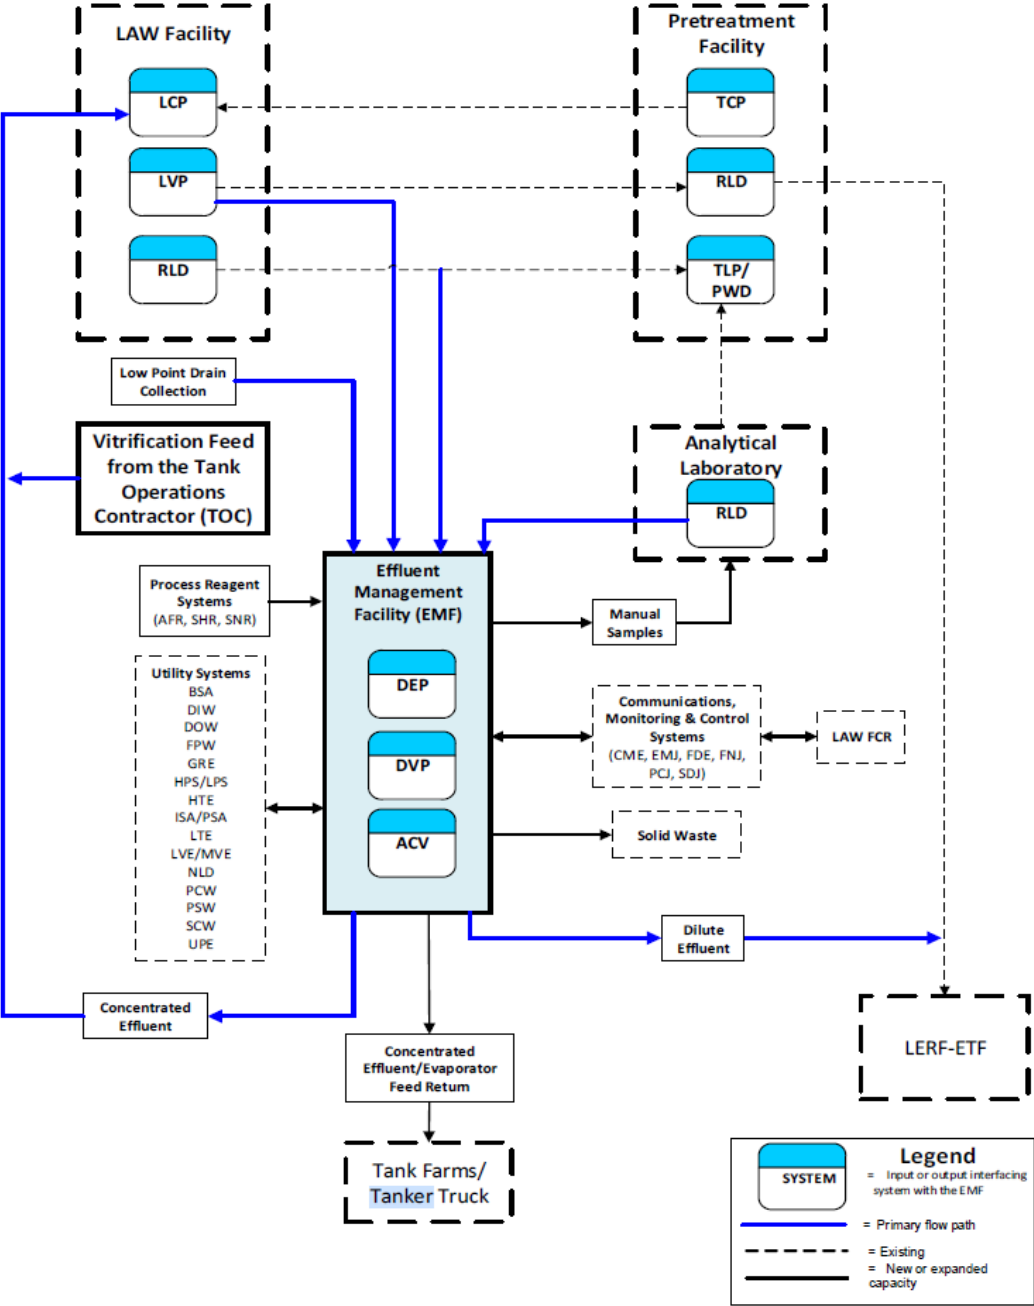 LAW Facility
LCP
LVP
RLD
Pretreatment
Facility
TCP
RLD
TLP/
PWD
Low Point Drain
Collection
Vitrification Feed
from the Tank
Operations
Contractor (TOC)
Analytical
Laboratory
RLD
Process Reagent
Systems
(AFR, SHR, SNR)
Effluent
Management
Facility (EMF)
DEP
DVP
ACV
Manual
Samples
Utility Systems
BSA
DIW
DOW
FPW
GRE
HPS/LPS
HTE
ISA/PSA
LTE
LVE/MVE
NLD
PCW
PSW
SCW
UPE
Communications,
Monitoring & Control
Systems
(CME, EMJ, FDE, FNJ,
PCJ, SDJ)
LAW FCR
Solid Waste
Dilute
Effluent
Concentrated
Effluent
Concentrated
Effluent/Evaporator
Feed Return
LERF-ETF
Tank Farms/
Tanker Truck
Legend
SYSTEM
= Input or output interfacing
system with the EMF
= Primary flow path
= Existing
= New or expanded
capacity